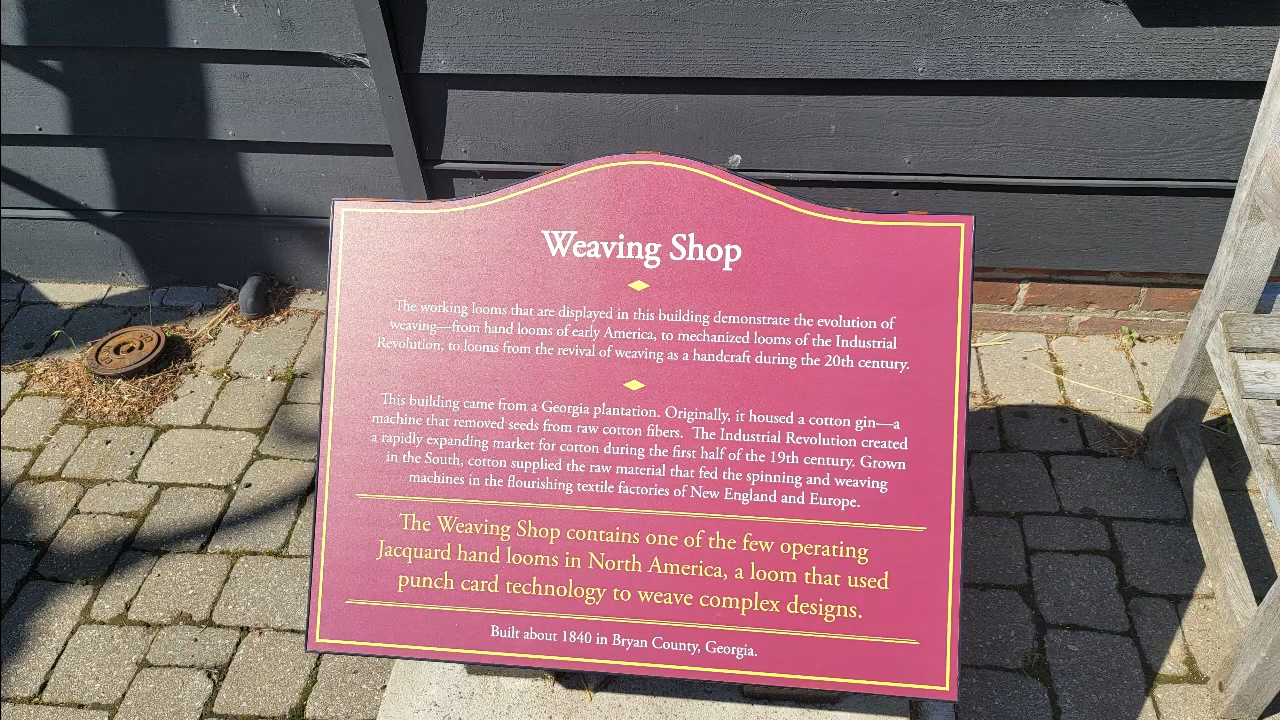 Weaving Shop
The working looms that are displayed in this building demonstrate the evolution of
weaving—from hand looms of early America, to mechanized looms of the Industrial
Revolution, to looms from the revival of weaving as a handcraft during the 20th century.
This building came from a Georgia plantation. Originally, it housed a cotton gin—a
machine that removed seeds from raw cotton fibers. The Industrial Revolution created
a rapidly expanding market for cotton during the first half of the 19th century. Grown
in the South, cotton supplied the raw material that fed the spinning and weaving
machines in the flourishing textile factories of New England and Europe.
The Weaving Shop contains one of the few operating
Jacquard hand looms in North America, a loom that used
punch card technology to weave complex designs.
Built about 1840 in Bryan County, Georgia.